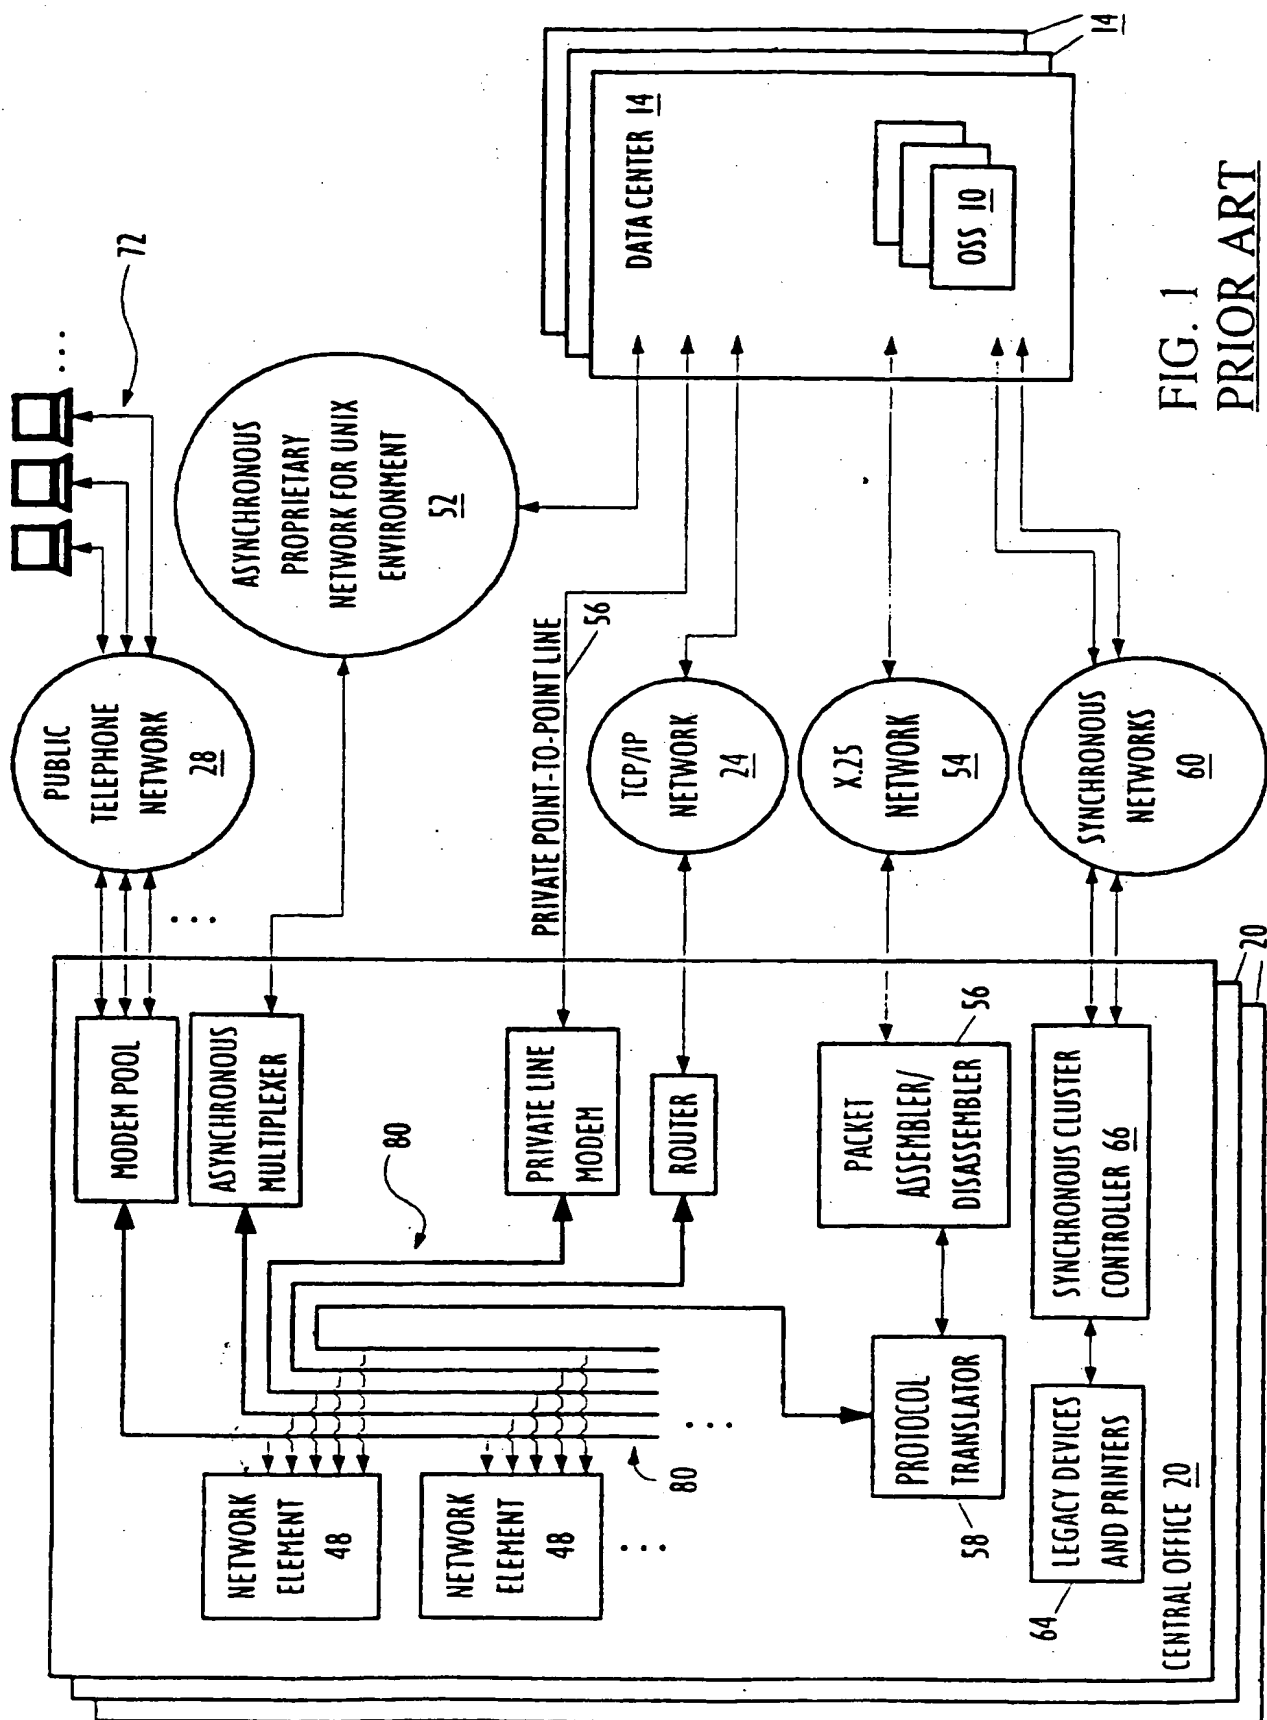 72
PUBLIC
TELEPHONE
NETWORK
28
ASYNCHRONOUS
PROPRIETARY
NETWORK FOR UNIX
ENVIRONMENT
52
DATA CENTER 14
14
OSS 10
PRIVATE POINT-TO-POINT LINE
56
TCP/IP
NETWORK
24
X.25
NETWORK
54
SYNCHRONOUS
NETWORKS
60
MODEM POOL
ASYNCHRONOUS
MULTIPLEXER
80
PRIVATE LINE
MODEM
ROUTER
PACKET
ASSEMBLER/
DISASSEMBLER
56
SYNCHRONOUS CLUSTER
CONTROLLER 66
NETWORK
ELEMENT
48
NETWORK
ELEMENT
48
80
PROTOCOL
TRANSLATOR
58
LEGACY DEVICES
AND PRINTERS
64
CENTRAL OFFICE 20
20
20
FIG. 1
PRIOR ART